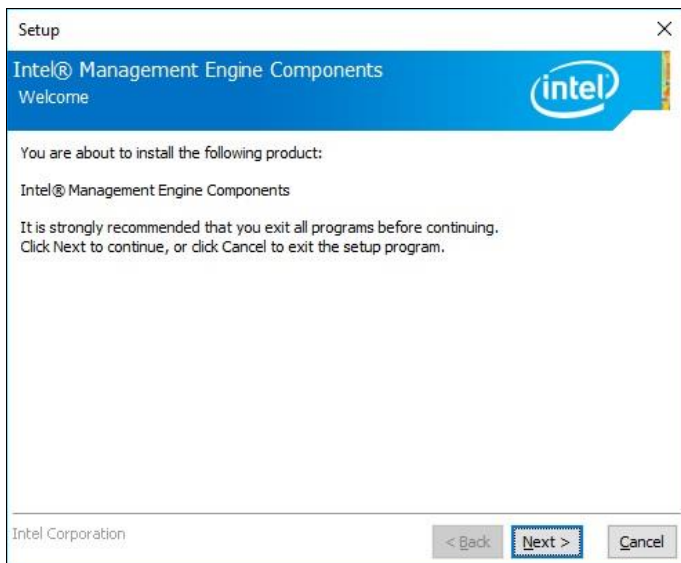 Setup
Intel® Management Engine Components
Welcome
intel
You are about to install the following product:
Intel® Management Engine Components
It is strongly recommended that you exit all programs before continuing.
Click Next to continue, or click Cancel to exit the setup program.
Intel Corporation
< Back Next > Cancel